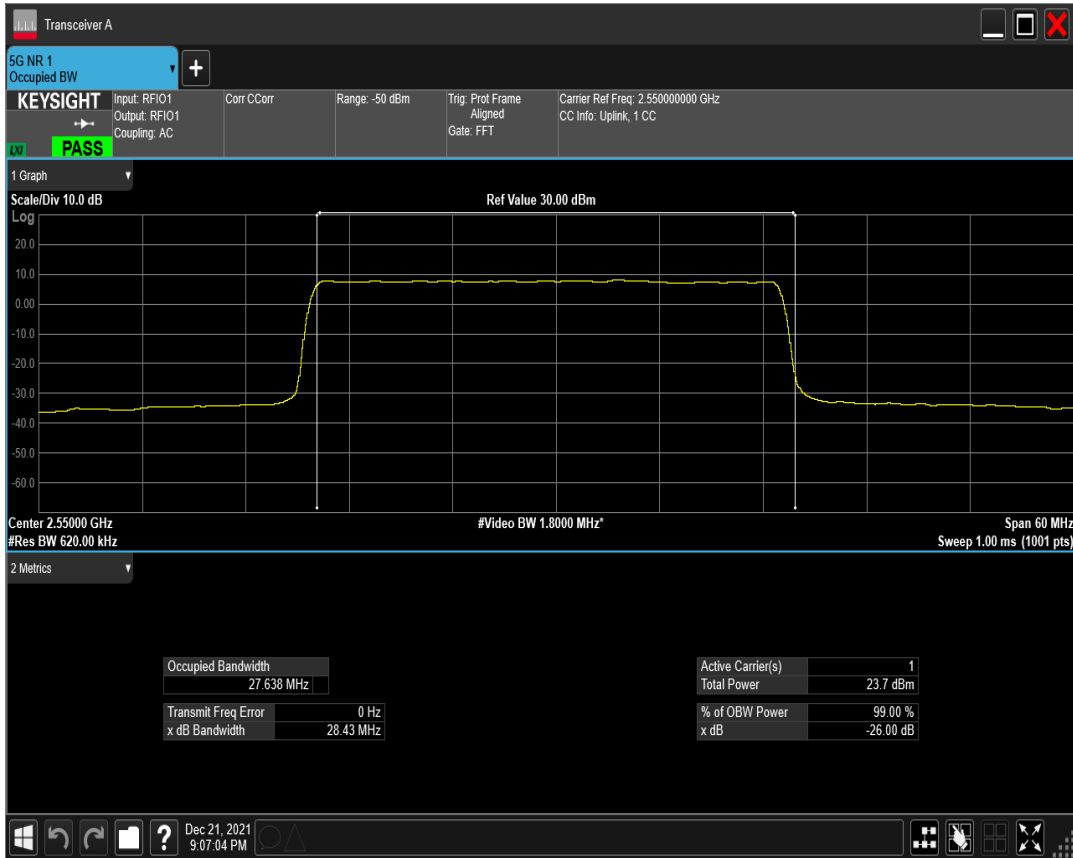 Transceiver A
5G NR 1
Occupied BW
KEYSIGHT
LXI
PASS
Input: RFIO1
Output: RFIO1
Coupling: AC
Corr CCorr
Range: -50 dBm
Trig: Prot Frame
Aligned
Gate: FFT
Carrier Ref Freq: 2.550000000 GHz
CC Info: Uplink, 1 CC
1 Graph
Scale/Div 10.0 dB
Ref Value 30.00 dBm
Log
20.0
10.0
0.00
-10.0
-20.0
-30.0
-40.0
-50.0
-60.0
Center 2.55000 GHz
#Video BW 1.8000 MHz*
Span 60 MHz
#Res BW 620.00 kHz
Sweep 1.00 ms (1001 pts)
2 Metrics
Occupied Bandwidth
27.638 MHz
Transmit Freq Error 0 Hz
x dB Bandwidth 28.43 MHz
Active Carrier(s) 1
Total Power 23.7 dBm
% of OBW Power 99.00 %
x dB -26.00 dB
?
Dec 21, 2021
9:07:04 PM